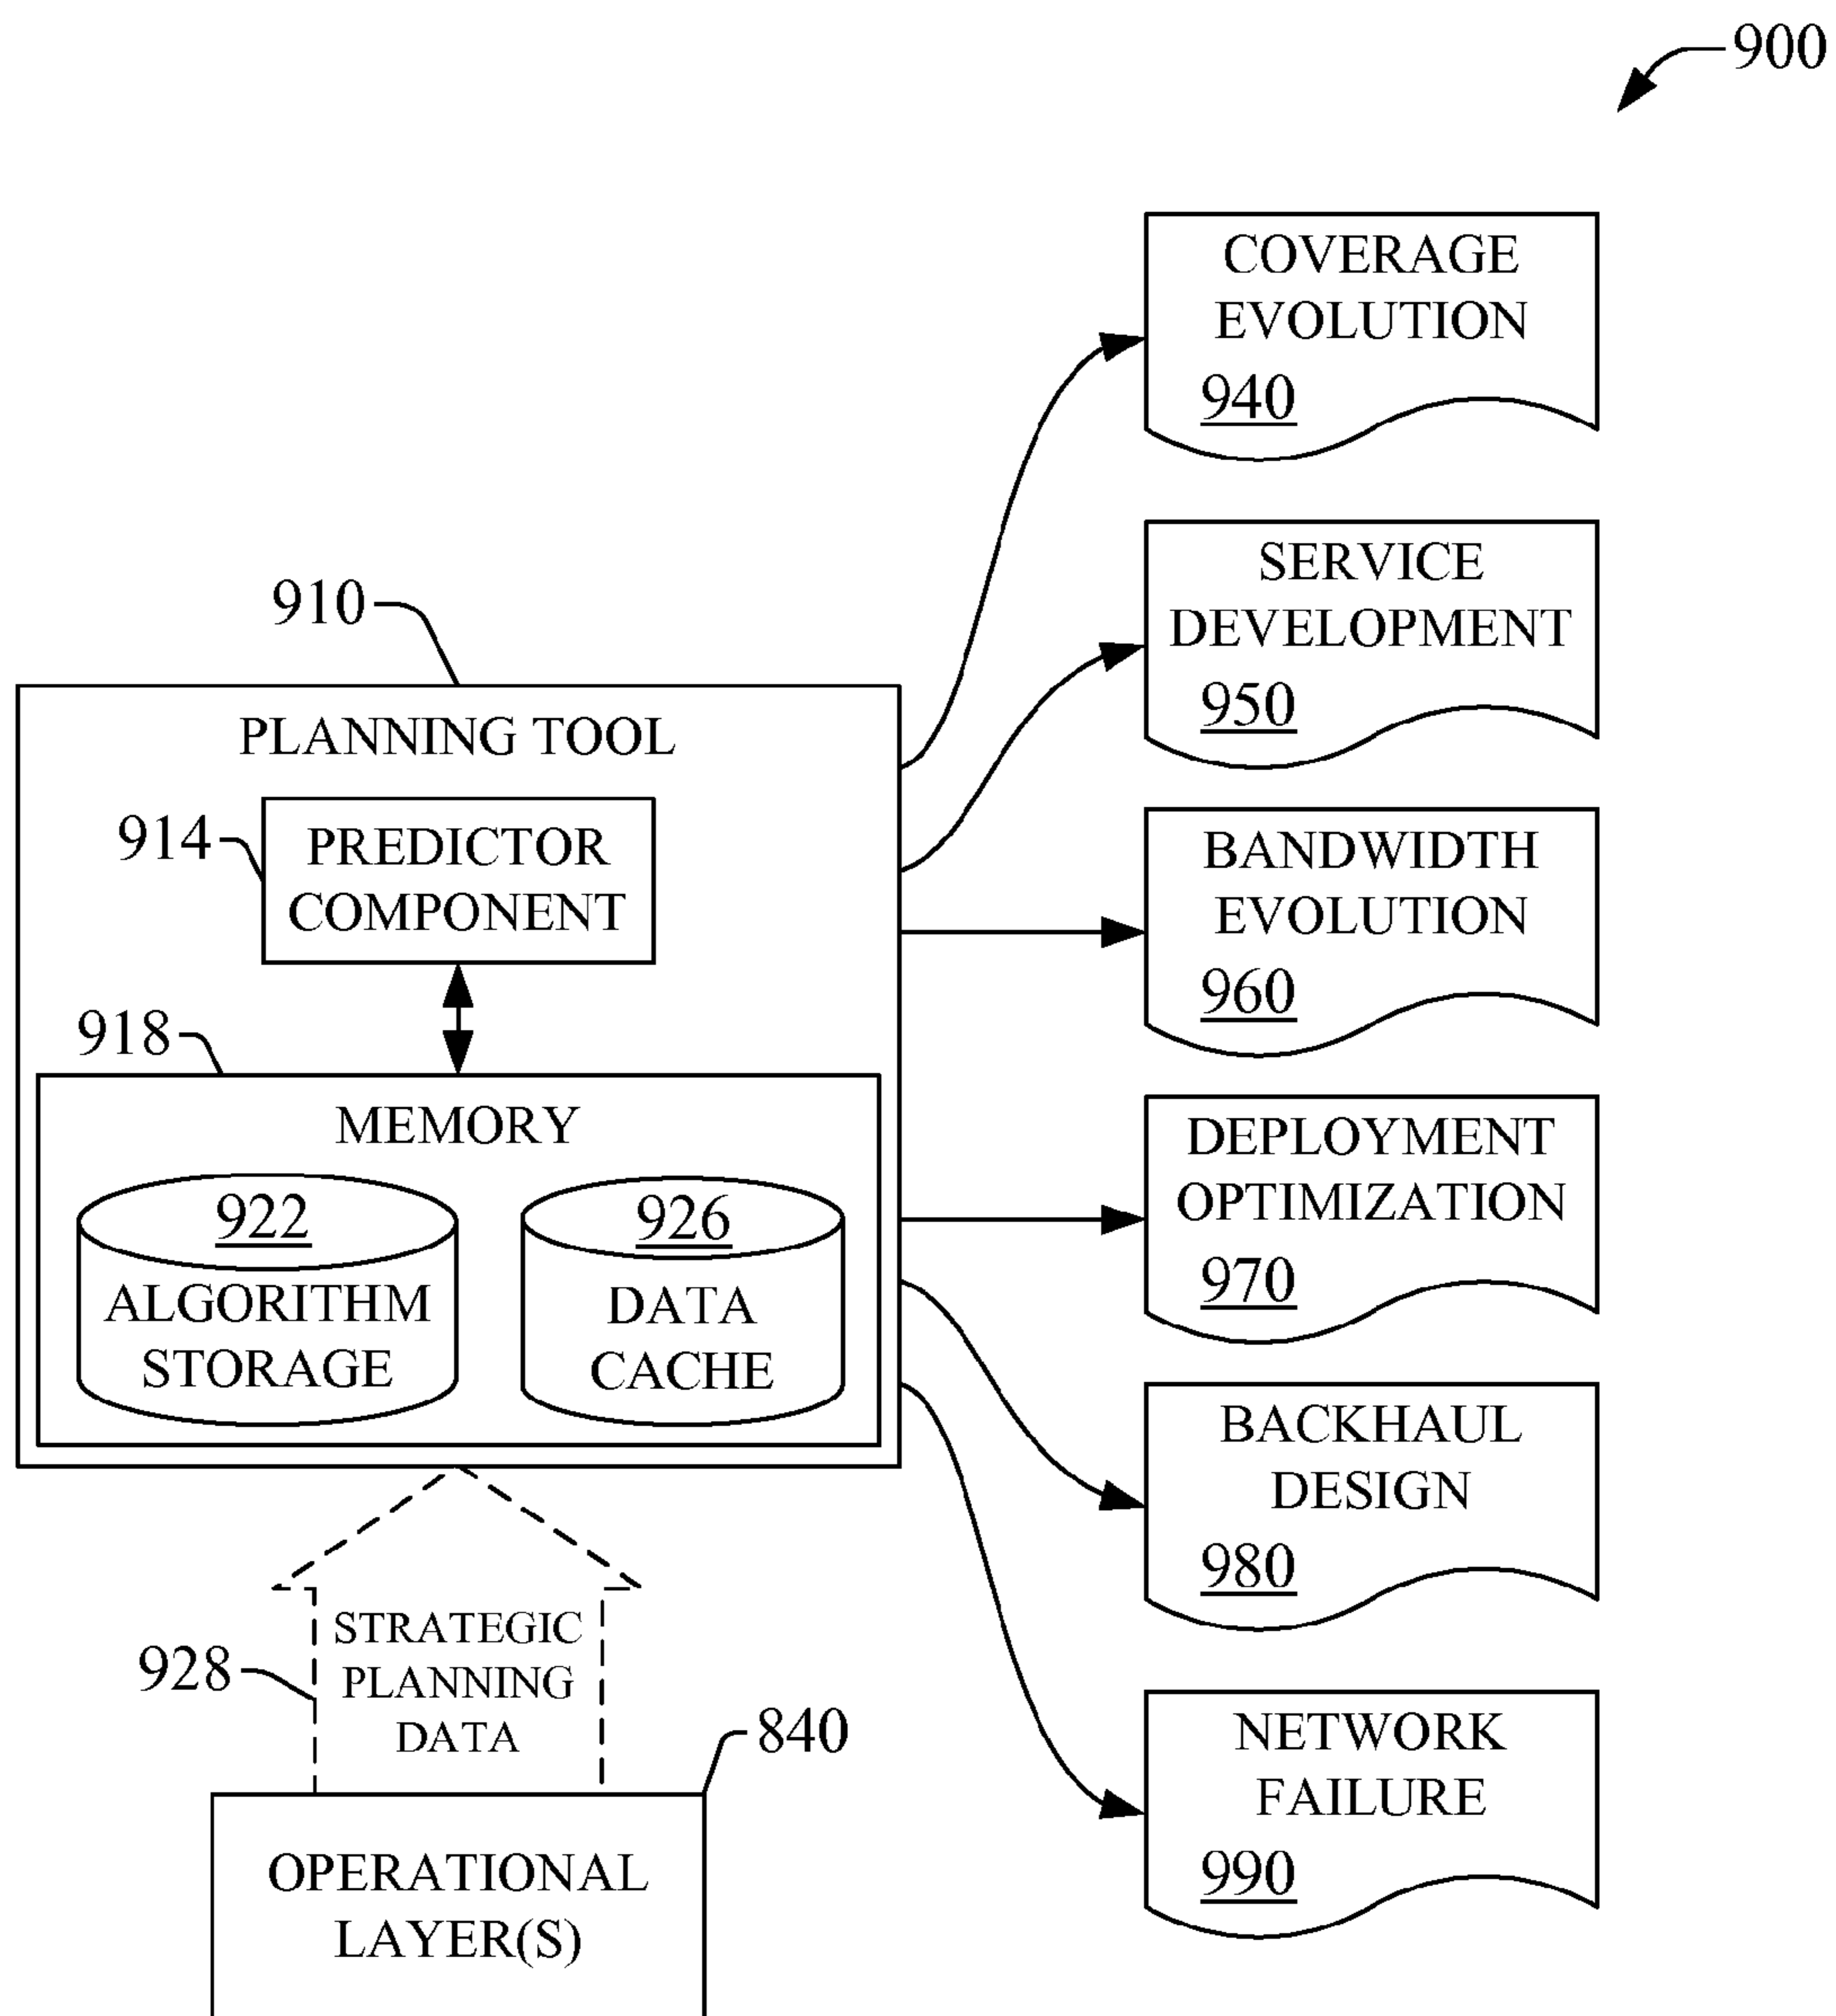 900
COVERAGE
EVOLUTION
940
SERVICE
DEVELOPMENT
950
910
PLANNING TOOL
914
PREDICTOR
COMPONENT
BANDWIDTH
EVOLUTION
960
918
MEMORY
922
ALGORITHM
STORAGE
926
DATA
CACHE
DEPLOYMENT
OPTIMIZATION
970
BACKHAUL
DESIGN
980
928
STRATEGIC
PLANNING
DATA
840
OPERATIONAL
LAYER(S)
NETWORK
FAILURE
990